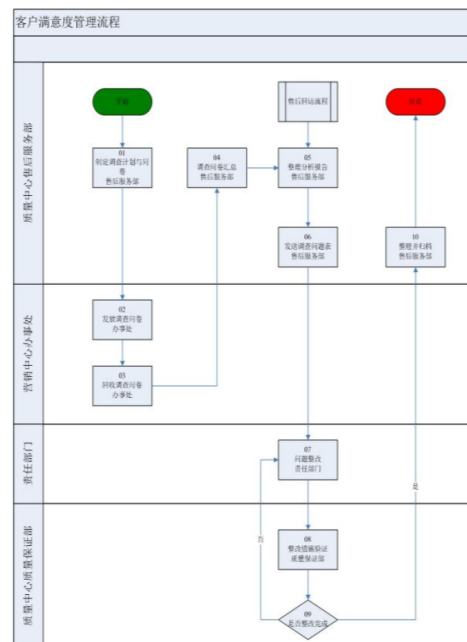 客户满意度管理流程
质量中心售后服务部
开始
售后回访流程
结束
01
制定调查计划与问
卷
售后服务部
04
调查问卷汇总
售后服务部
05
整理分析报告
售后服务部
06
发送调查问题表
售后服务部
10
整理并归档
售后服务部
营销中心办事处
02
发放调查问卷
办事处
03
回收调查问卷
办事处
责任部门
07
问题整改
责任部门
是
否
质量中心质量保证部
08
整改措施验证
质量保证部
09
是否整改完成